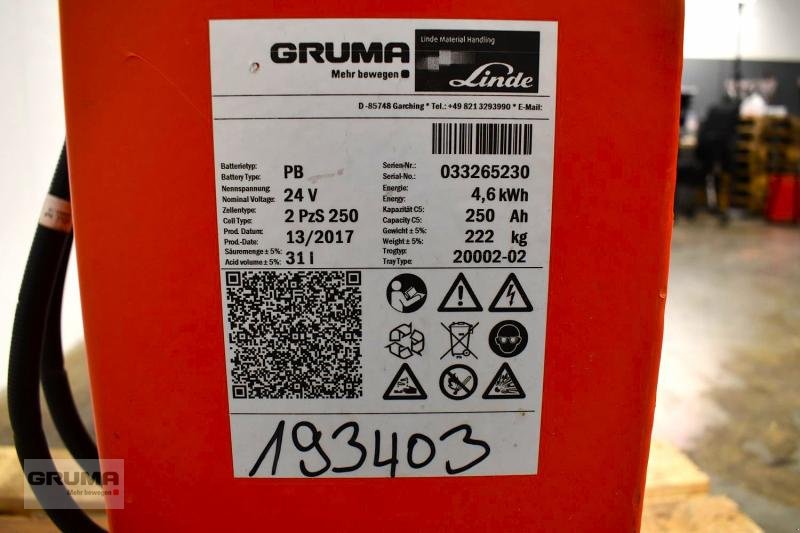 GRUMA
Mehr bewegen
Linde Material Handling
Linde
D-85748 Garching * Tel.: +49 821 3293990 * E-Mail:
Batterietyp:
Battery Type: PB
Serien-Nr.:
Serial-No.: 033265230
Nennspannung:
Nominal Voltage: 24 V
Energie:
Energy: 4,6 kWh
Zellentype:
Cell Type: 2 PzS 250
Kapazität C5:
Capacity C5: 250 Ah
Prod. Datum:
Prod.-Date: 13/2017
Gewicht ± 5%:
Weight ± 5%: 222 kg
Säuremenge ± 5%:
Acid volume ± 5%: 31 l
Trogtyp:
Tray Type: 20002-02
193403
GRUMA
Mehr bewegen